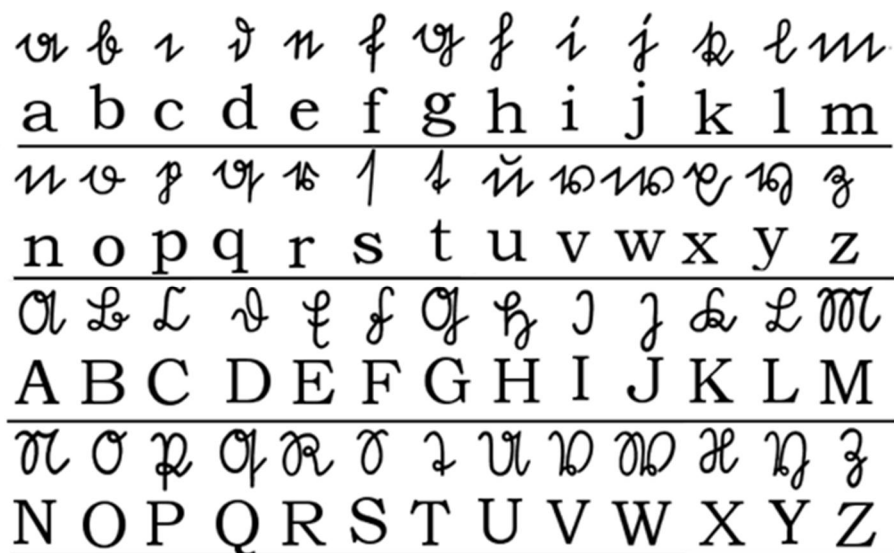 a b c d e f g h i j k l m
a b c d e f g h i j k l m
n o p q r s t u v w x y z
n o p q r s t u v w x y z
A B C D E F G H I J K L M
A B C D E F G H I J K L M
N O P Q R S T U V W X Y Z
N O P Q R S T U V W X Y Z